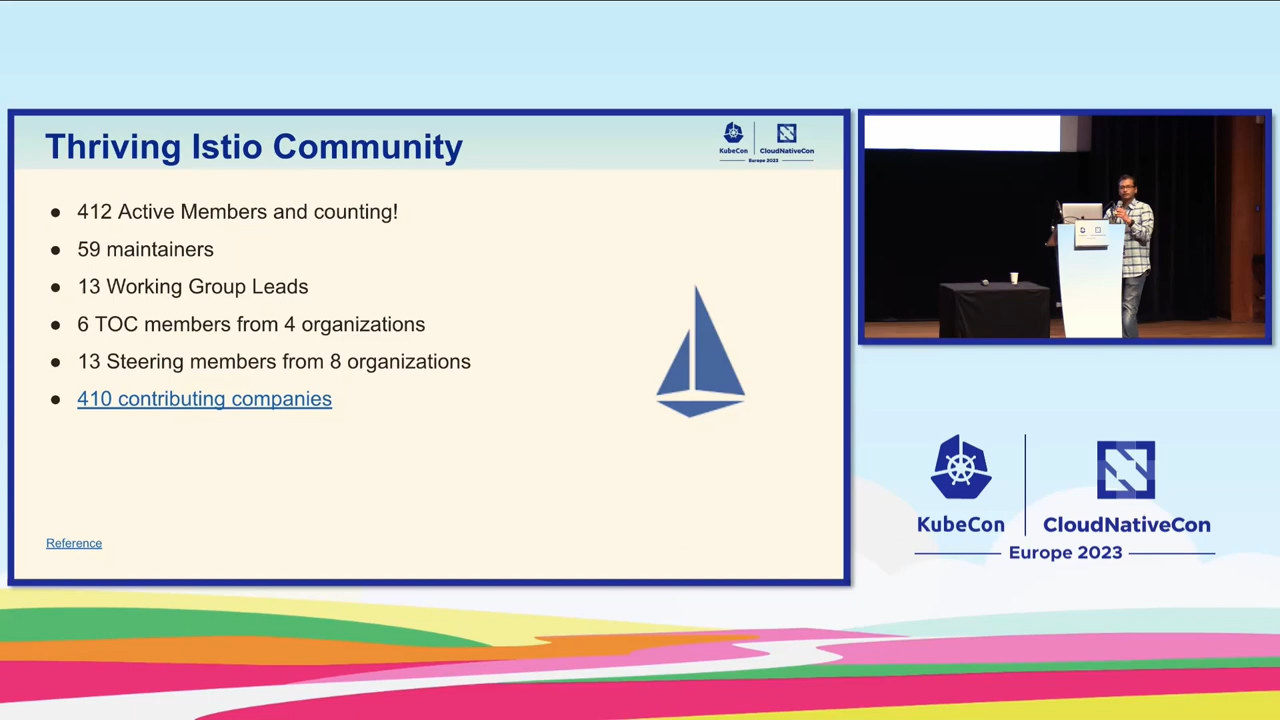 Thriving Istio Community
KubeCon
CloudNativeCon
Europe 2023
● 412 Active Members and counting!
● 59 maintainers
● 13 Working Group Leads
● 6 TOC members from 4 organizations
● 13 Steering members from 8 organizations
● 410 contributing companies
Reference
KubeCon
CloudNativeCon
Europe 2023